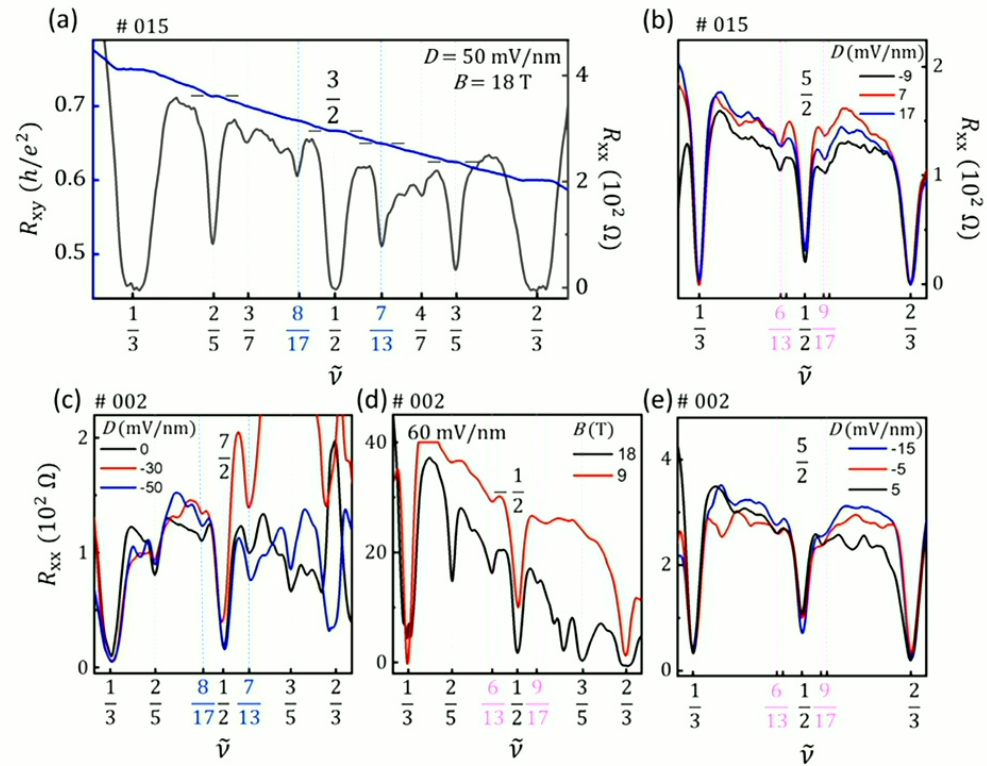 (a) # 015
D = 50 mV/nm
B = 18 T
3/2
R_xy (h/e²)
0.7
0.6
0.5
R_xx (10² Ω)
4
2
0
1/3 2/5 3/7 8/17 1/2 7/13 4/7 3/5 2/3
ṽ
(b) # 015
D (mV/nm)
-9
7
17
5/2
R_xx (10² Ω)
2
1
0
1/3 6/13 1/2 9/17 2/3
ṽ
(c) # 002
D (mV/nm)
0
-30
-50
7/2
R_xx (10² Ω)
2
1
0
1/3 2/5 8/17 1/2 7/13 3/5 2/3
ṽ
(d) # 002
60 mV/nm
B (T)
18
9
1/2
40
20
0
1/3 2/5 6/13 1/2 9/17 3/5 2/3
ṽ
(e) # 002
D (mV/nm)
-15
-5
5
5/2
4
2
0
1/3 6/13 1/2 9/17 2/3
ṽ